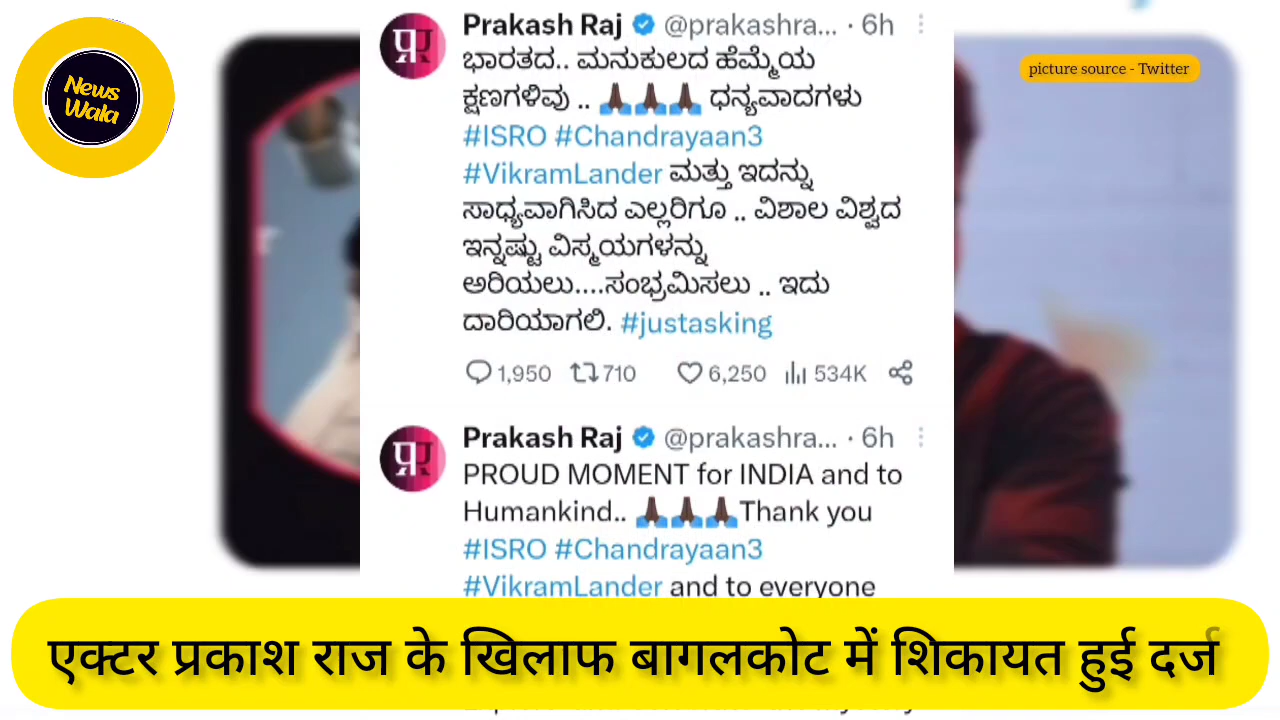 News
Wala
picture source - Twitter
Prakash Raj @prakashra... · 6h
ಭಾರತದ.. ಮನುಕುಲದ ಹೆಮ್ಮೆಯ
ಕ್ಷಣಗಳಿವು .. 🙏🏿🙏🏿🙏🏿 ಧನ್ಯವಾದಗಳು
#ISRO #Chandrayaan3
#VikramLander ಮತ್ತು ಇದನ್ನು
ಸಾಧ್ಯವಾಗಿಸಿದ ಎಲ್ಲರಿಗೂ .. ವಿಶಾಲ ವಿಶ್ವದ
ಇನ್ನಷ್ಟು ವಿಸ್ಮಯಗಳನ್ನು
ಅರಿಯಲು....ಸಂಭ್ರಮಿಸಲು .. ಇದು
ದಾರಿಯಾಗಲಿ. #justasking
1,950 710 6,250 534K
Prakash Raj @prakashra... · 6h
PROUD MOMENT for INDIA and to
Humankind.. 🙏🏿🙏🏿🙏🏿Thank you
#ISRO #Chandrayaan3
#VikramLander and to everyone
एक्टर प्रकाश राज के खिलाफ बागलकोट में शिकायत हुई दर्ज